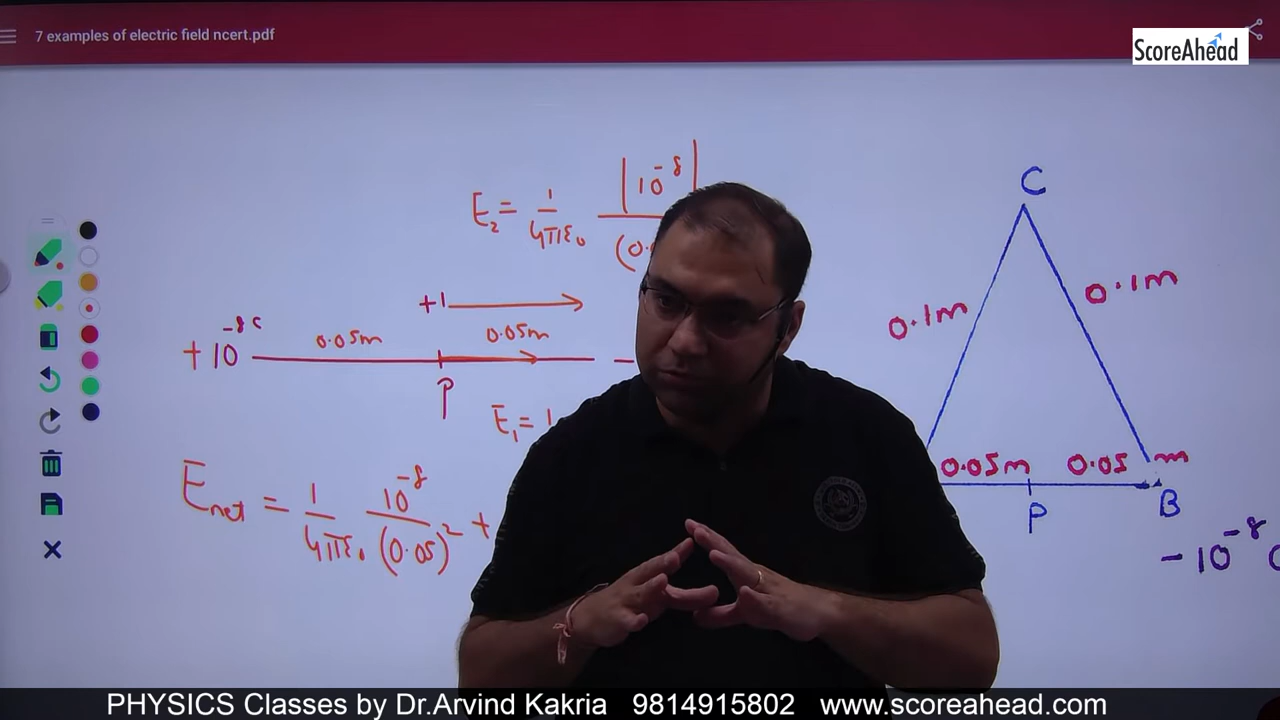 7 examples of electric field ncert.pdf
ScoreAhead
E₂ = 1/4πε₀ |10⁻⁸|/(0.
+1
+10⁻⁸ C
0.05m
0.05m
−
P
E₁ = 1
Enet = 1/4πε₀ 10⁻⁸/(0.05)² +
C
0.1m
0.1m
0.05m
0.05 m
P
B
-10⁻⁸ C
PHYSICS Classes by Dr.Arvind Kakria 9814915802 www.scoreahead.com